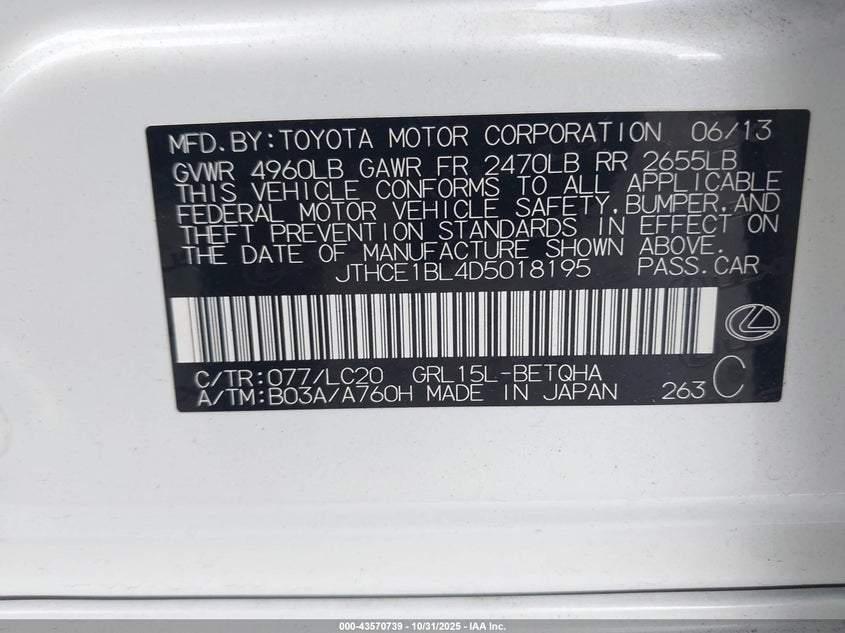 MFD.BY:TOYOTA MOTOR CORPORATION 06/13
GVWR 4960LB GAWR FR 2470LB RR 2655LB
THIS VEHICLE CONFORMS TO ALL APPLICABLE
FEDERAL MOTOR VEHICLE SAFETY,BUMPER,AND
THEFT PREVENTION STANDARDS IN EFFECT ON
THE DATE OF MANUFACTURE SHOWN ABOVE.
JTHCE1BL4D5018195 PASS.CAR
C/TR:077/LC20 GRL15L-BETQHA
A/TM:B03A/A760H MADE IN JAPAN 263 C
000-43570739 - 10/31/2025 - IAA Inc.